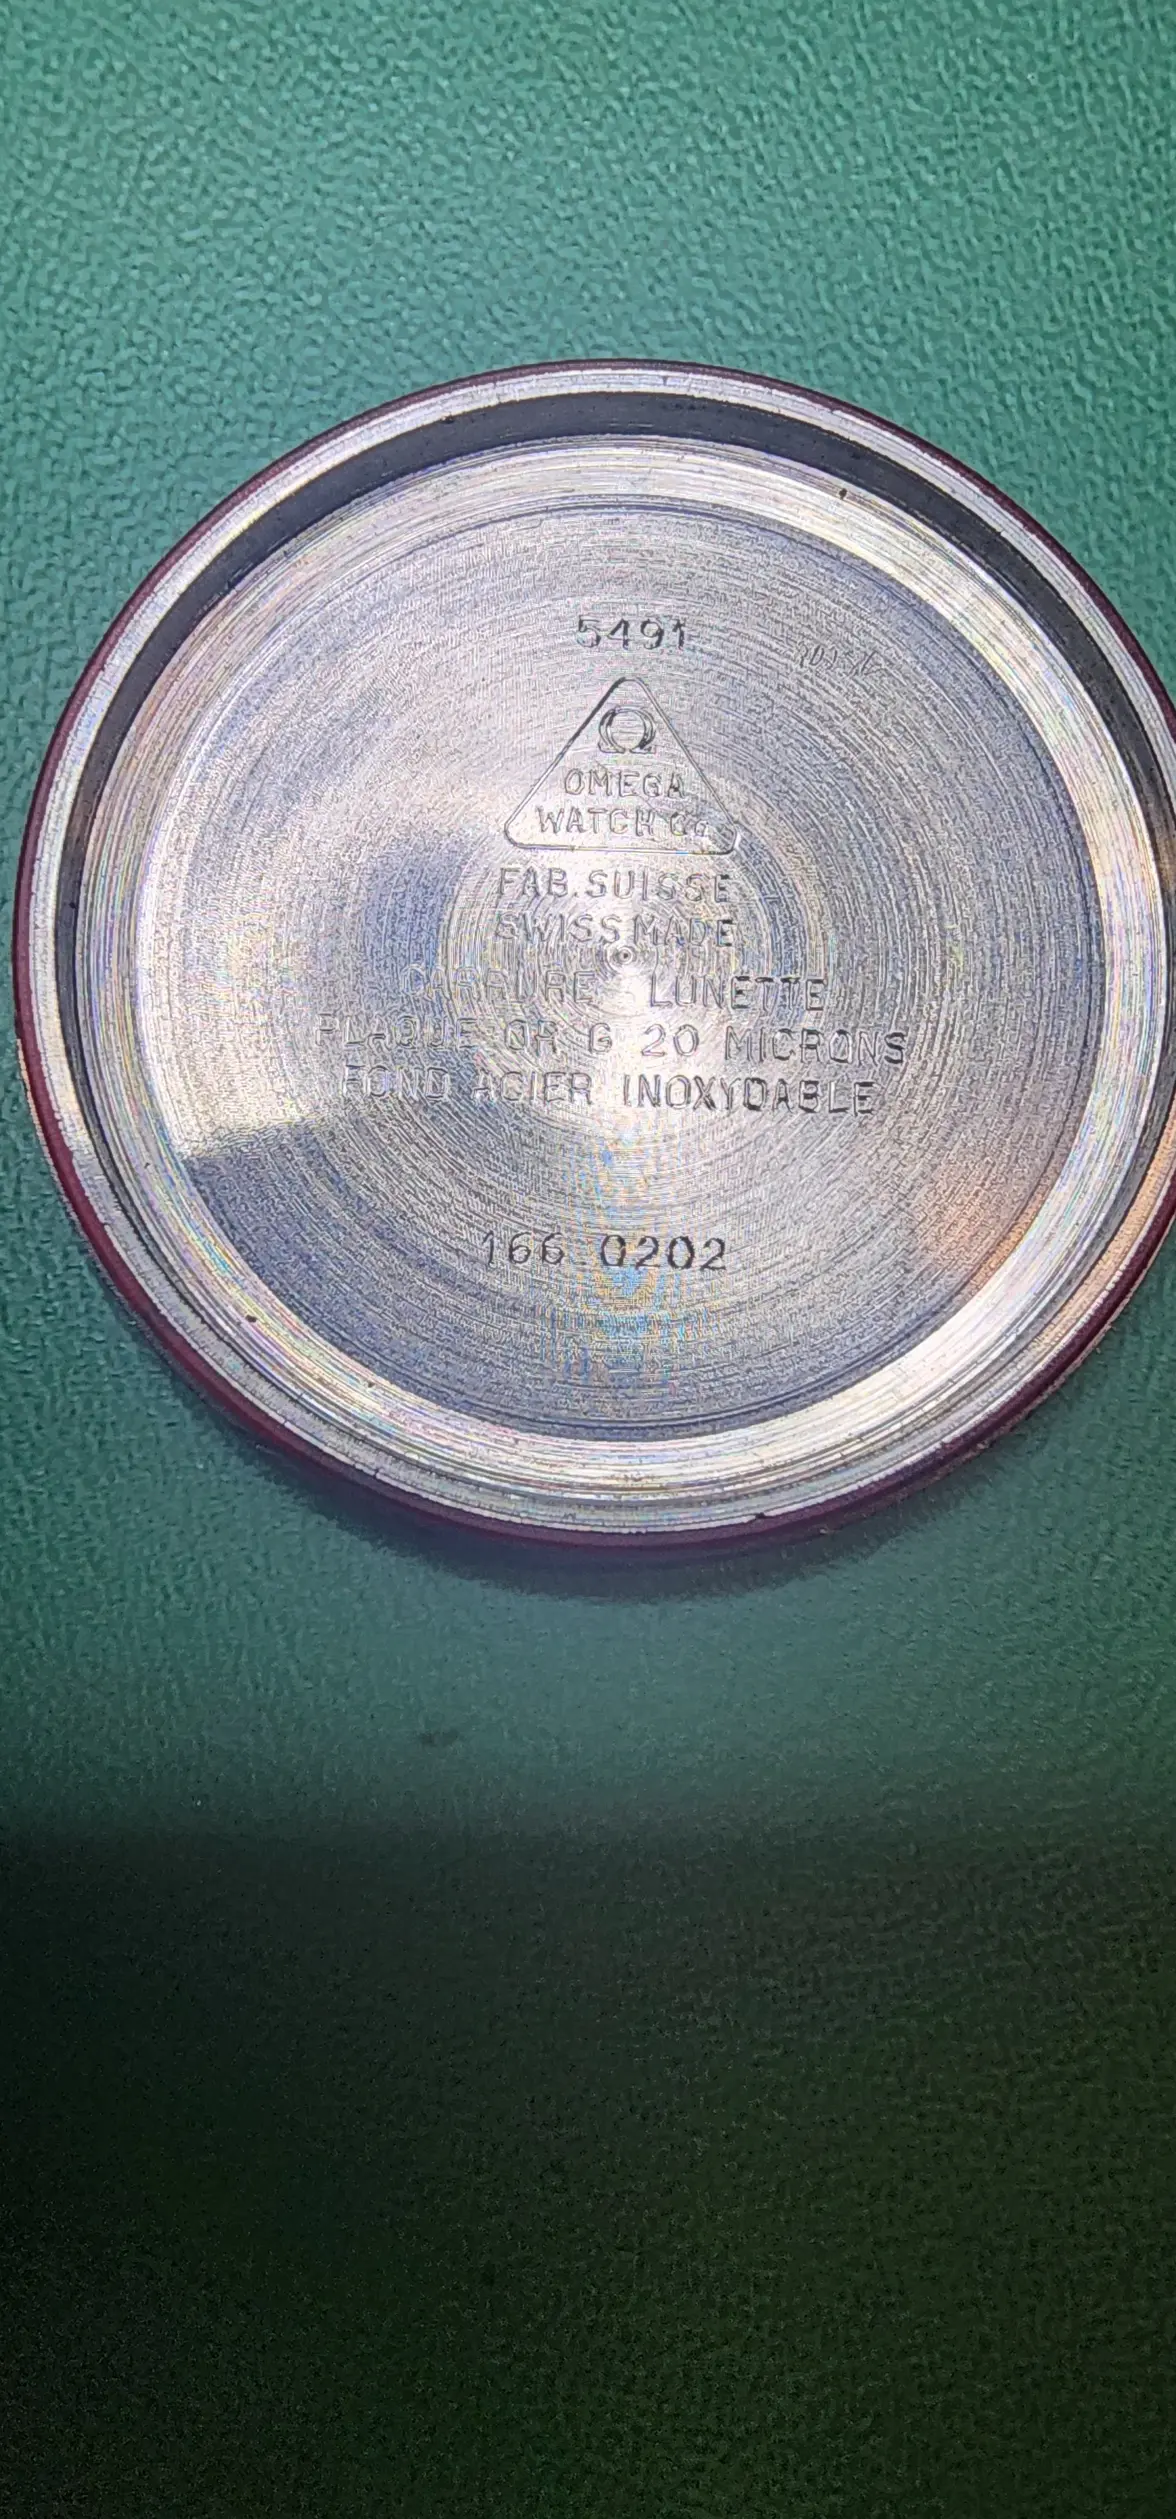 5491
Ω
OMEGA
WATCH Co
FAB. SUISSE
SWISS MADE
CARRURE LUNETTE
PLAQUE OR G 20 MICRONS
FOND ACIER INOXYDABLE
166.0202